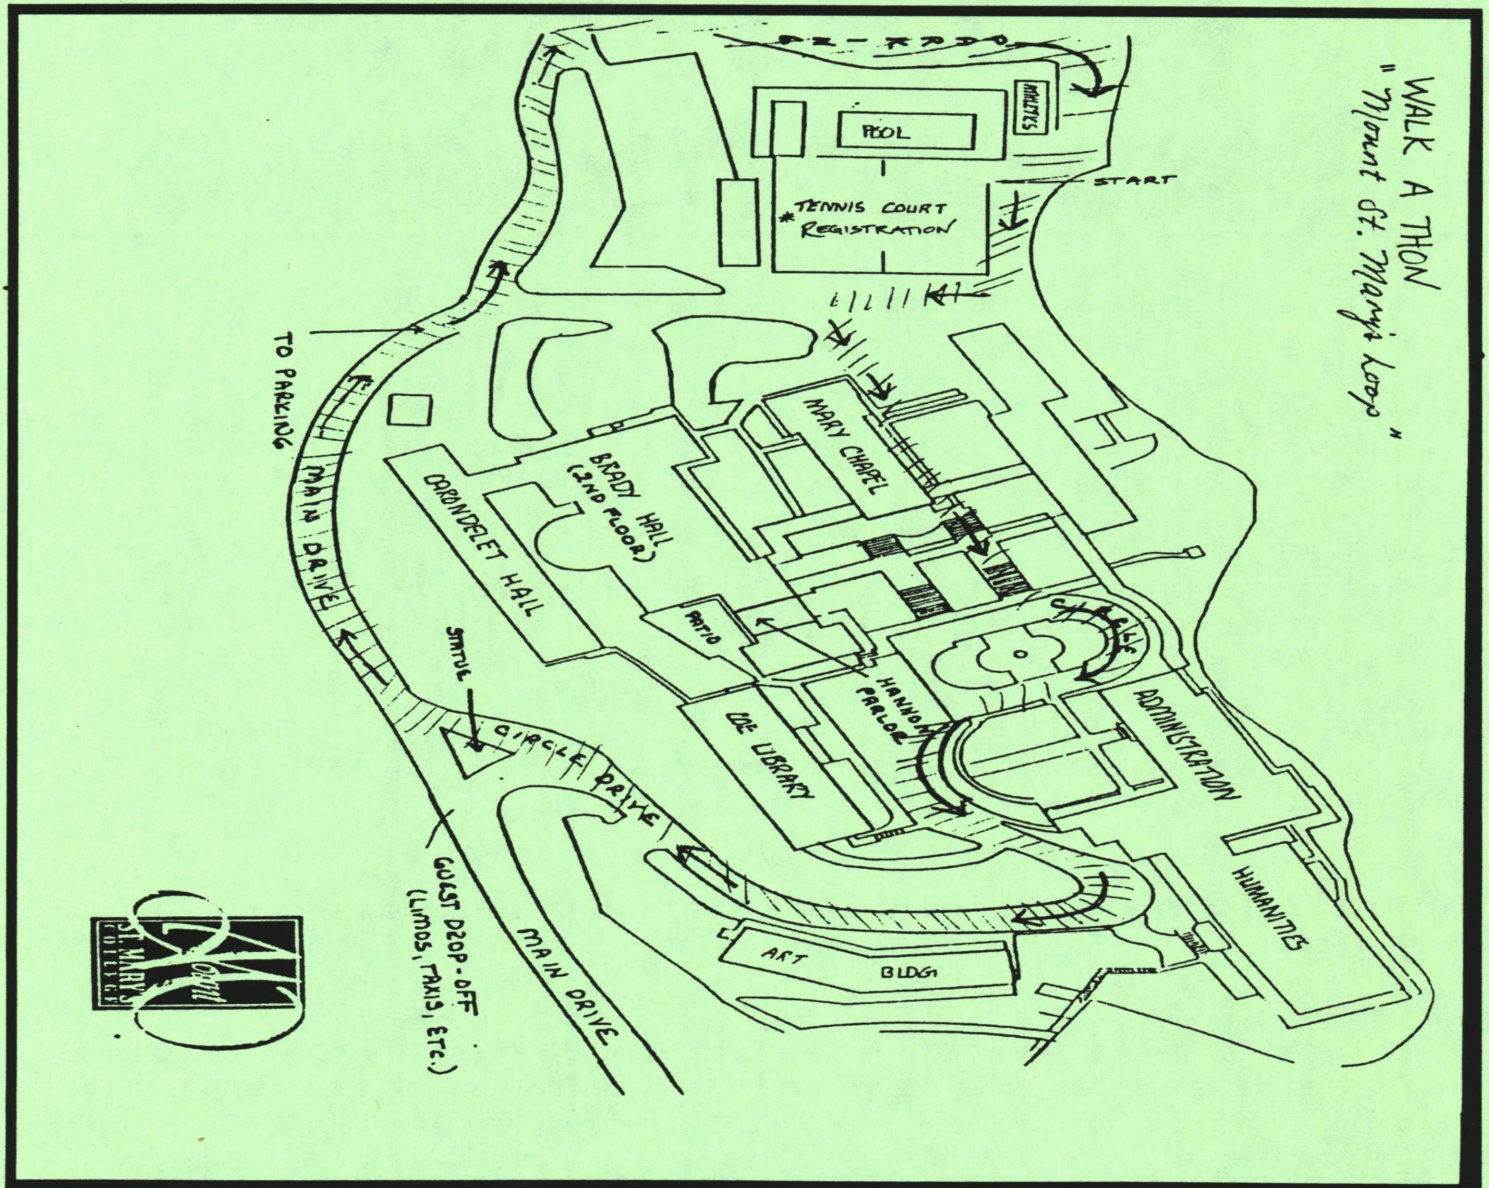 WALK A THON
"Mount St. Mary's Loop"
PARKING
ATHLETICS
POOL
START
* TENNIS COURT
REGISTRATION
TO PARKING
MAIN DRIVE
MARY CHAPEL
BRADY HALL
(2ND FLOOR)
CARONDELET HALL
PATIO
STATUE
CIRCLE
HANNON
PARLOR
ADMINISTRATION
COE LIBRARY
CIRCLE DRIVE
HUMANITIES
GUEST DROP-OFF
(LIMOS, TAXIS, ETC.)
MAIN DRIVE
ART BLDG
Mount
ST. MARY'S
COLLEGE